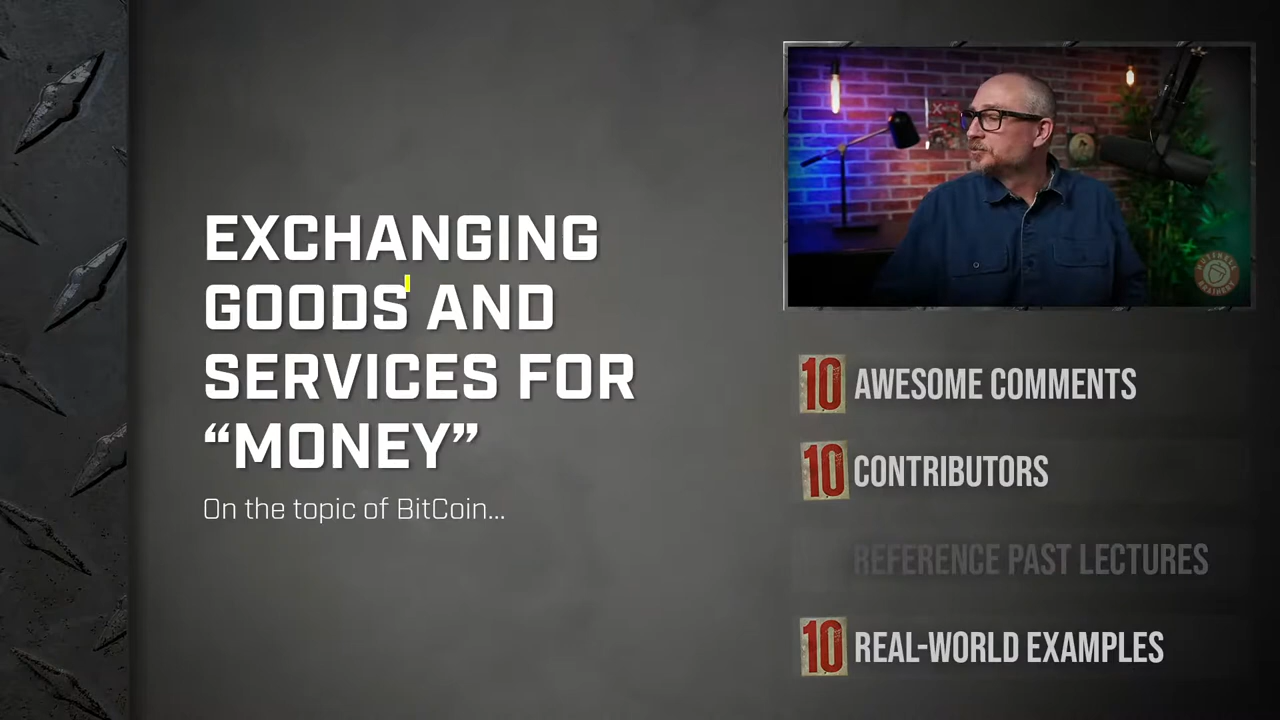 EXCHANGING
GOODS AND
SERVICES FOR
“MONEY”
On the topic of BitCoin...
10 AWESOME COMMENTS
10 CONTRIBUTORS
REFERENCE PAST LECTURES
10 REAL-WORLD EXAMPLES